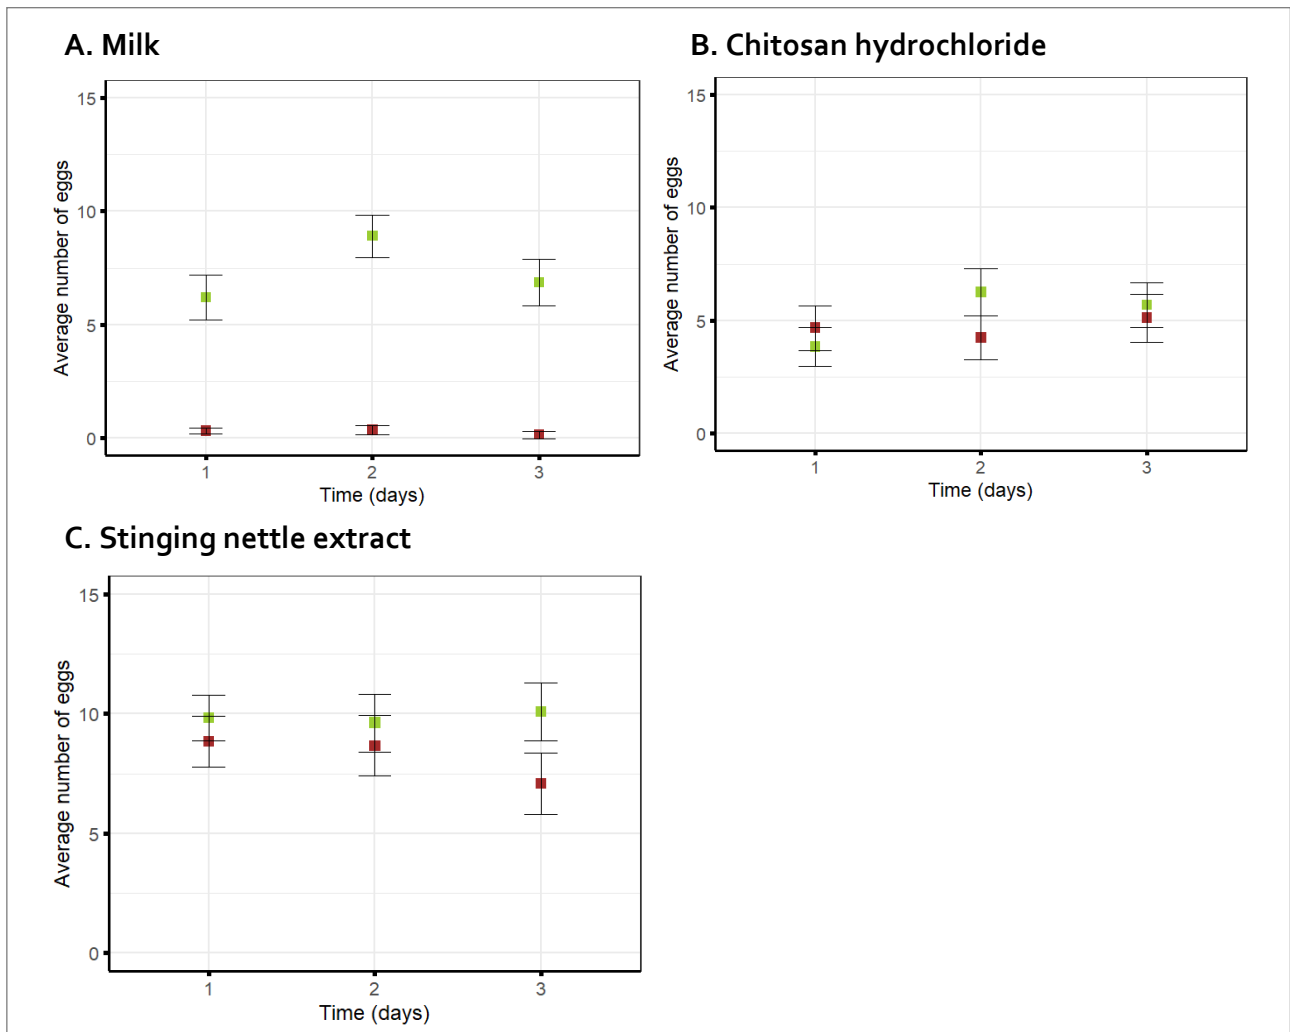 A. Milk
15
10
5
0
Average number of eggs
1 2 3
Time (days)
B. Chitosan hydrochloride
15
10
5
0
Average number of eggs
1 2 3
Time (days)
C. Stinging nettle extract
15
10
5
0
Average number of eggs
1 2 3
Time (days)